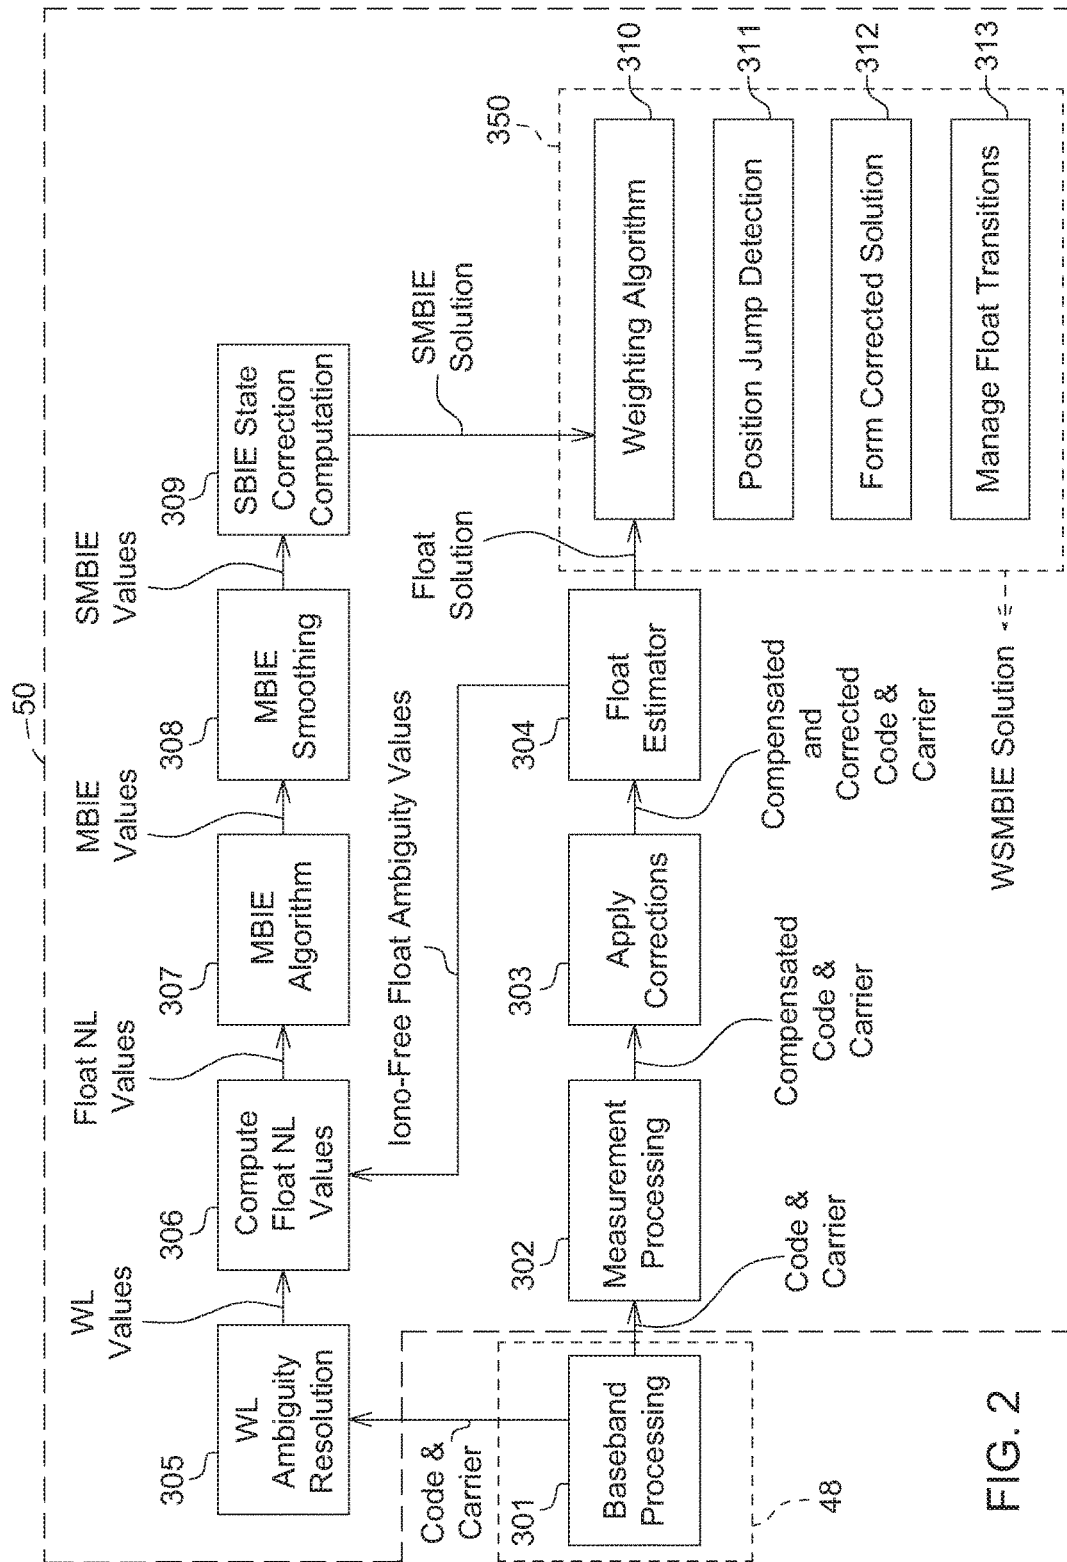 50
305
WL
Ambiguity
Resolution
WL
Values
306
Compute
Float NL
Values
Float NL
Values
307
MBIE
Algorithm
MBIE
Values
308
MBIE
Smoothing
SMBIE
Values
309
SBIE State
Correction
Computation
SMBIE
Solution
Code &
Carrier
Iono-Free Float Ambiguity Values
301
Baseband
Processing
48
Code &
Carrier
302
Measurement
Processing
Compensated
Code &
Carrier
303
Apply
Corrections
Compensated
and
Corrected
Code &
Carrier
304
Float
Estimator
Float
Solution
350
Weighting Algorithm
310
Position Jump Detection
311
Form Corrected Solution
312
Manage Float Transitions
313
WSMBIE Solution
FIG. 2